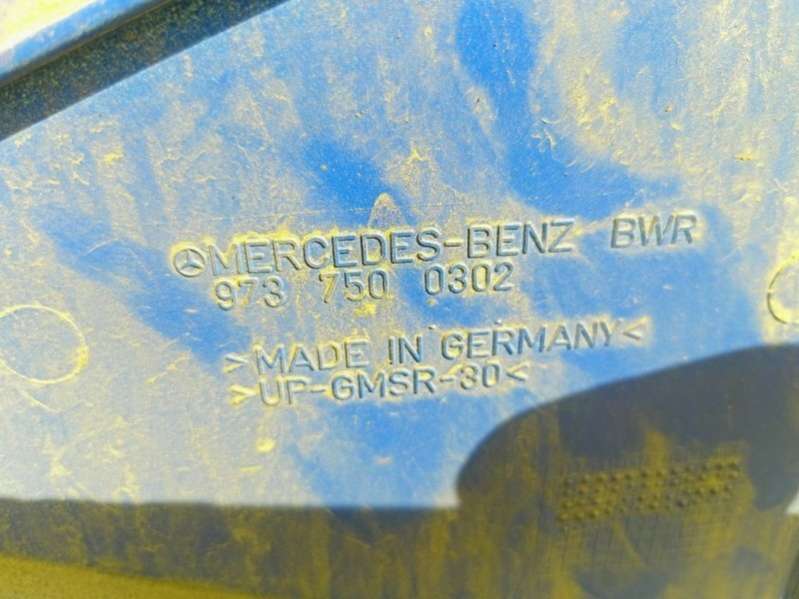 MERCEDES-BENZ BWR
973 750 0302
>MADE IN GERMANY<
>UP-GMSR-30<